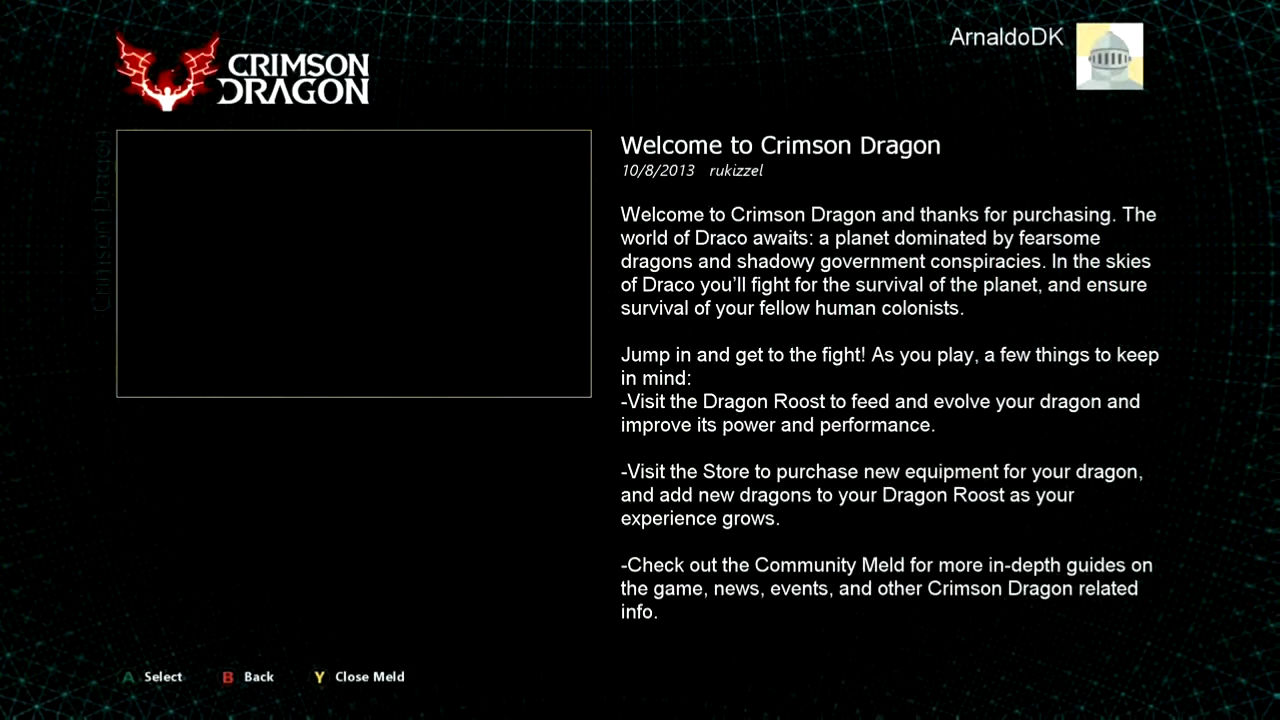 CRIMSON
DRAGON
ArnaldoDK
Crimson Dragon
Welcome to Crimson Dragon
10/8/2013 rukizzel
Welcome to Crimson Dragon and thanks for purchasing. The
world of Draco awaits: a planet dominated by fearsome
dragons and shadowy government conspiracies. In the skies
of Draco you’ll fight for the survival of the planet, and ensure
survival of your fellow human colonists.
Jump in and get to the fight! As you play, a few things to keep
in mind:
-Visit the Dragon Roost to feed and evolve your dragon and
improve its power and performance.
-Visit the Store to purchase new equipment for your dragon,
and add new dragons to your Dragon Roost as your
experience grows.
-Check out the Community Meld for more in-depth guides on
the game, news, events, and other Crimson Dragon related
info.
A Select B Back Y Close Meld